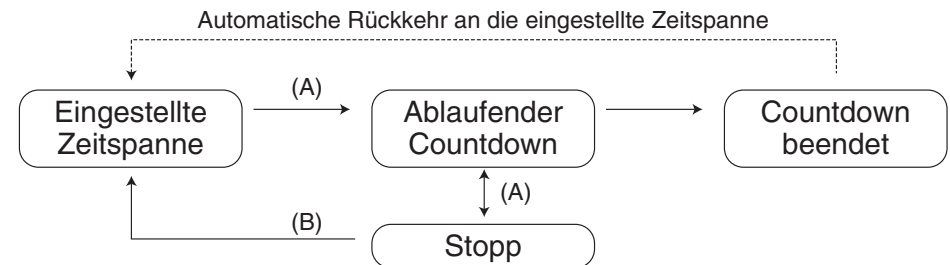 Automatische Rückkehr an die eingestellte Zeitspanne
Eingestellte
Zeitspanne
(A)
Ablaufender
Countdown
Countdown
beendet
(A)
(B)
Stopp